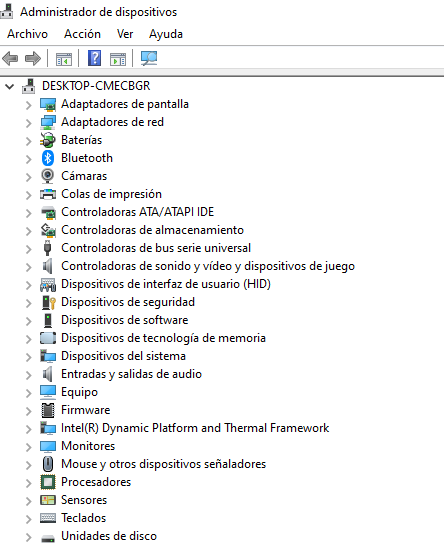 Administrador de dispositivos
Archivo Acción Ver Ayuda
DESKTOP-CMECBGR
Adaptadores de pantalla
Adaptadores de red
Baterías
Bluetooth
Cámaras
Colas de impresión
Controladoras ATA/ATAPI IDE
Controladoras de almacenamiento
Controladoras de bus serie universal
Controladoras de sonido y vídeo y dispositivos de juego
Dispositivos de interfaz de usuario (HID)
Dispositivos de seguridad
Dispositivos de software
Dispositivos de tecnología de memoria
Dispositivos del sistema
Entradas y salidas de audio
Equipo
Firmware
Intel(R) Dynamic Platform and Thermal Framework
Monitores
Mouse y otros dispositivos señaladores
Procesadores
Sensores
Teclados
Unidades de disco